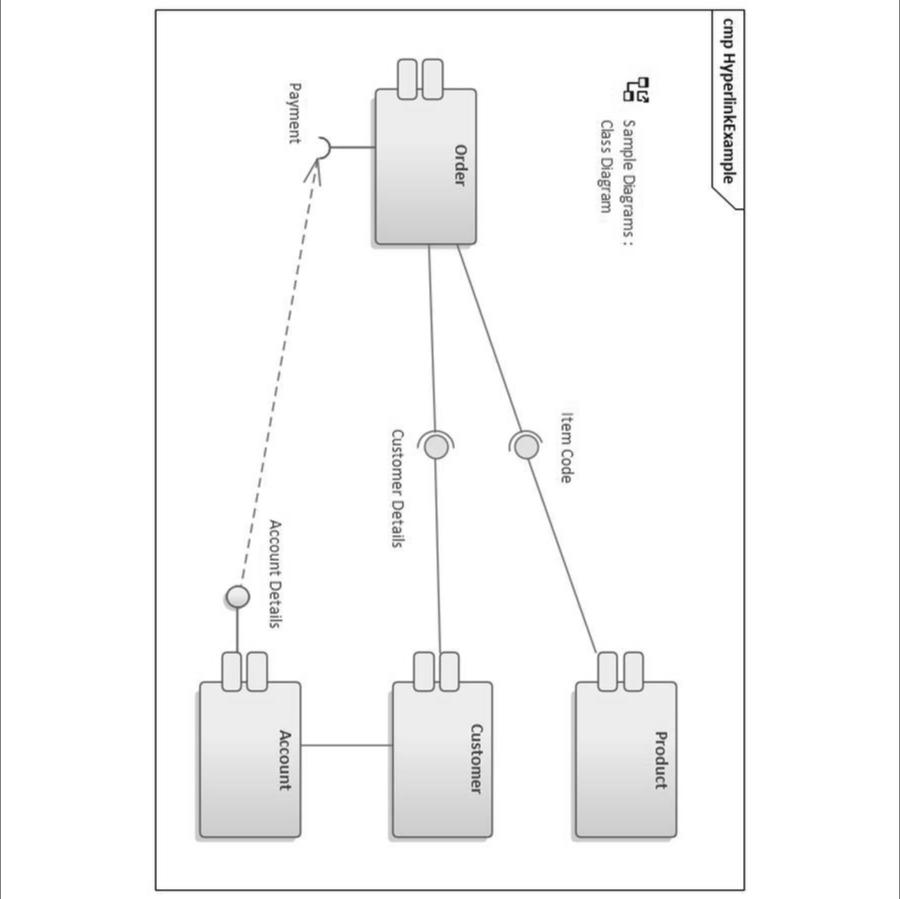 cmp HyperlinkExample
Sample Diagrams :
Class Diagram
Order
Payment
Item Code
Customer Details
Account Details
Product
Customer
Account